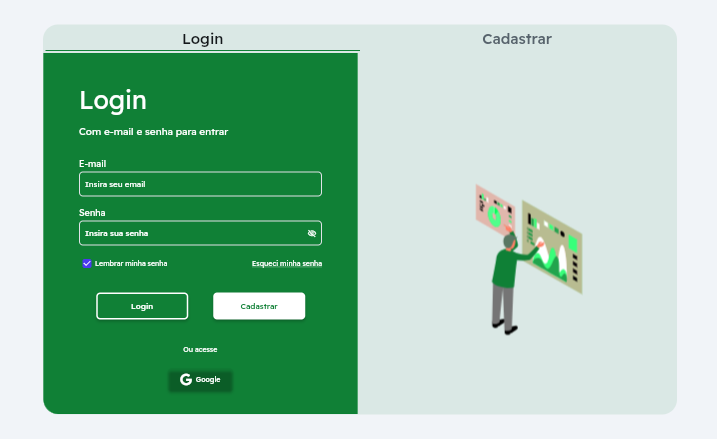 Login
Cadastrar
Login
Com e-mail e senha para entrar
E-mail
Insira seu email
Senha
Insira sua senha
Lembrar minha senha
Esqueci minha senha
Login
Cadastrar
Ou acesse
Google